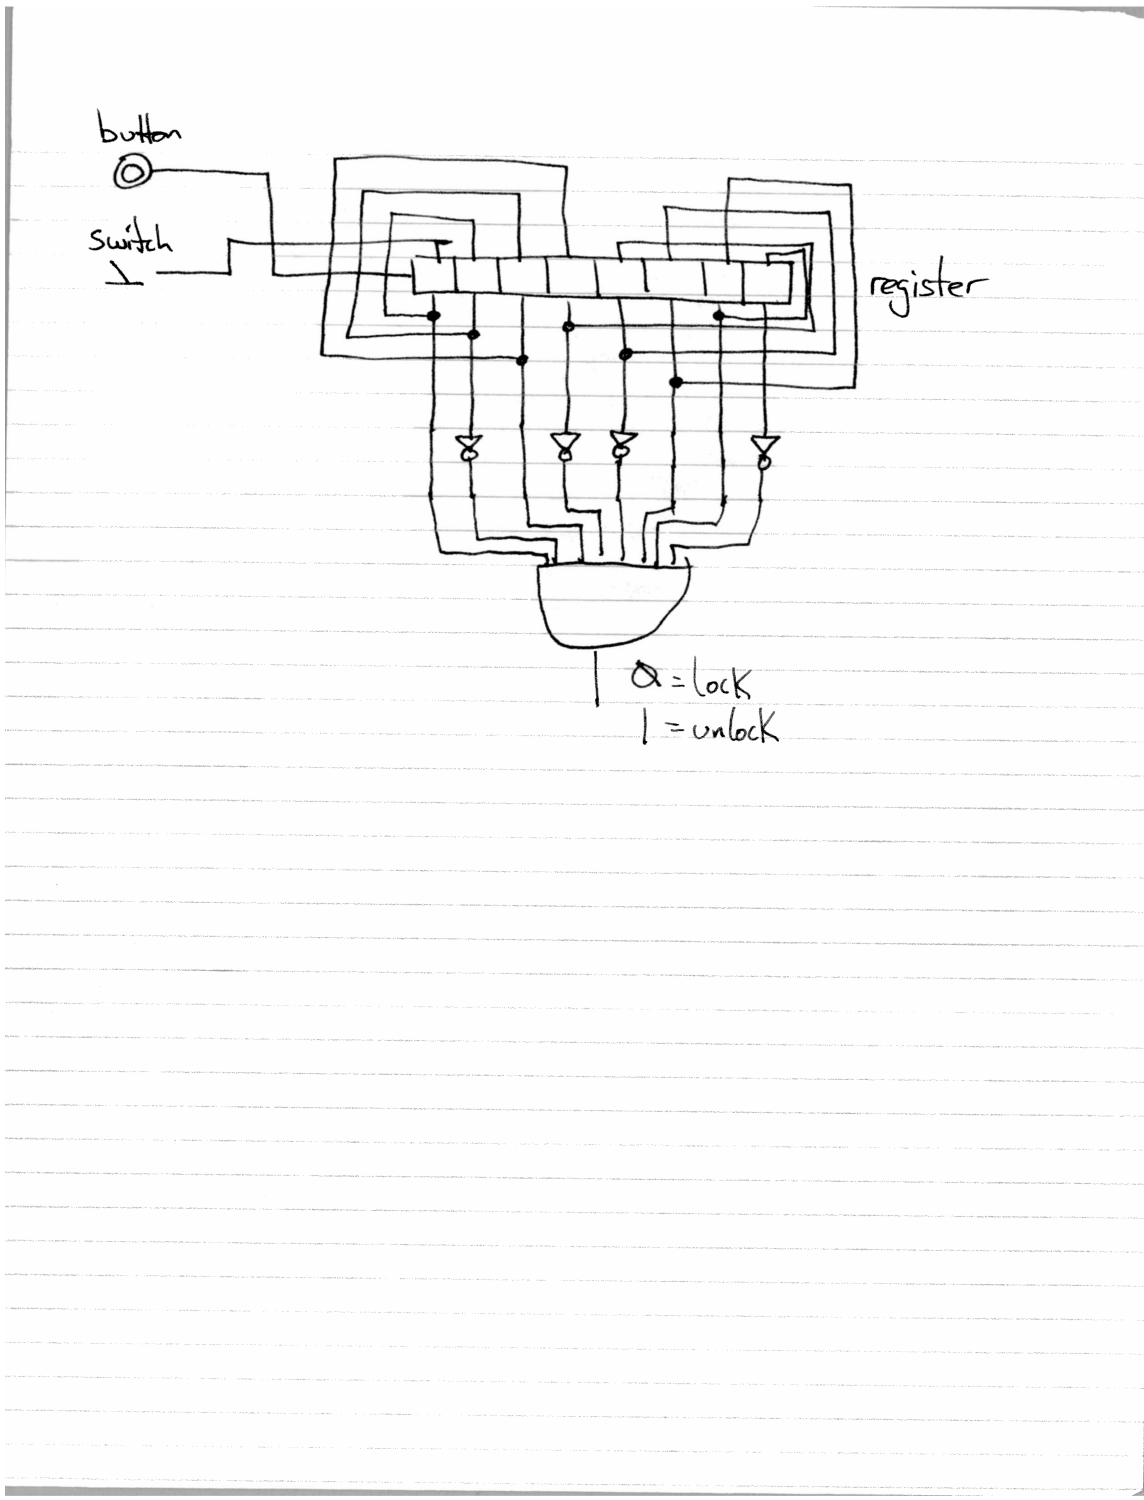 button
switch
register
0 = lock
1 = unlock